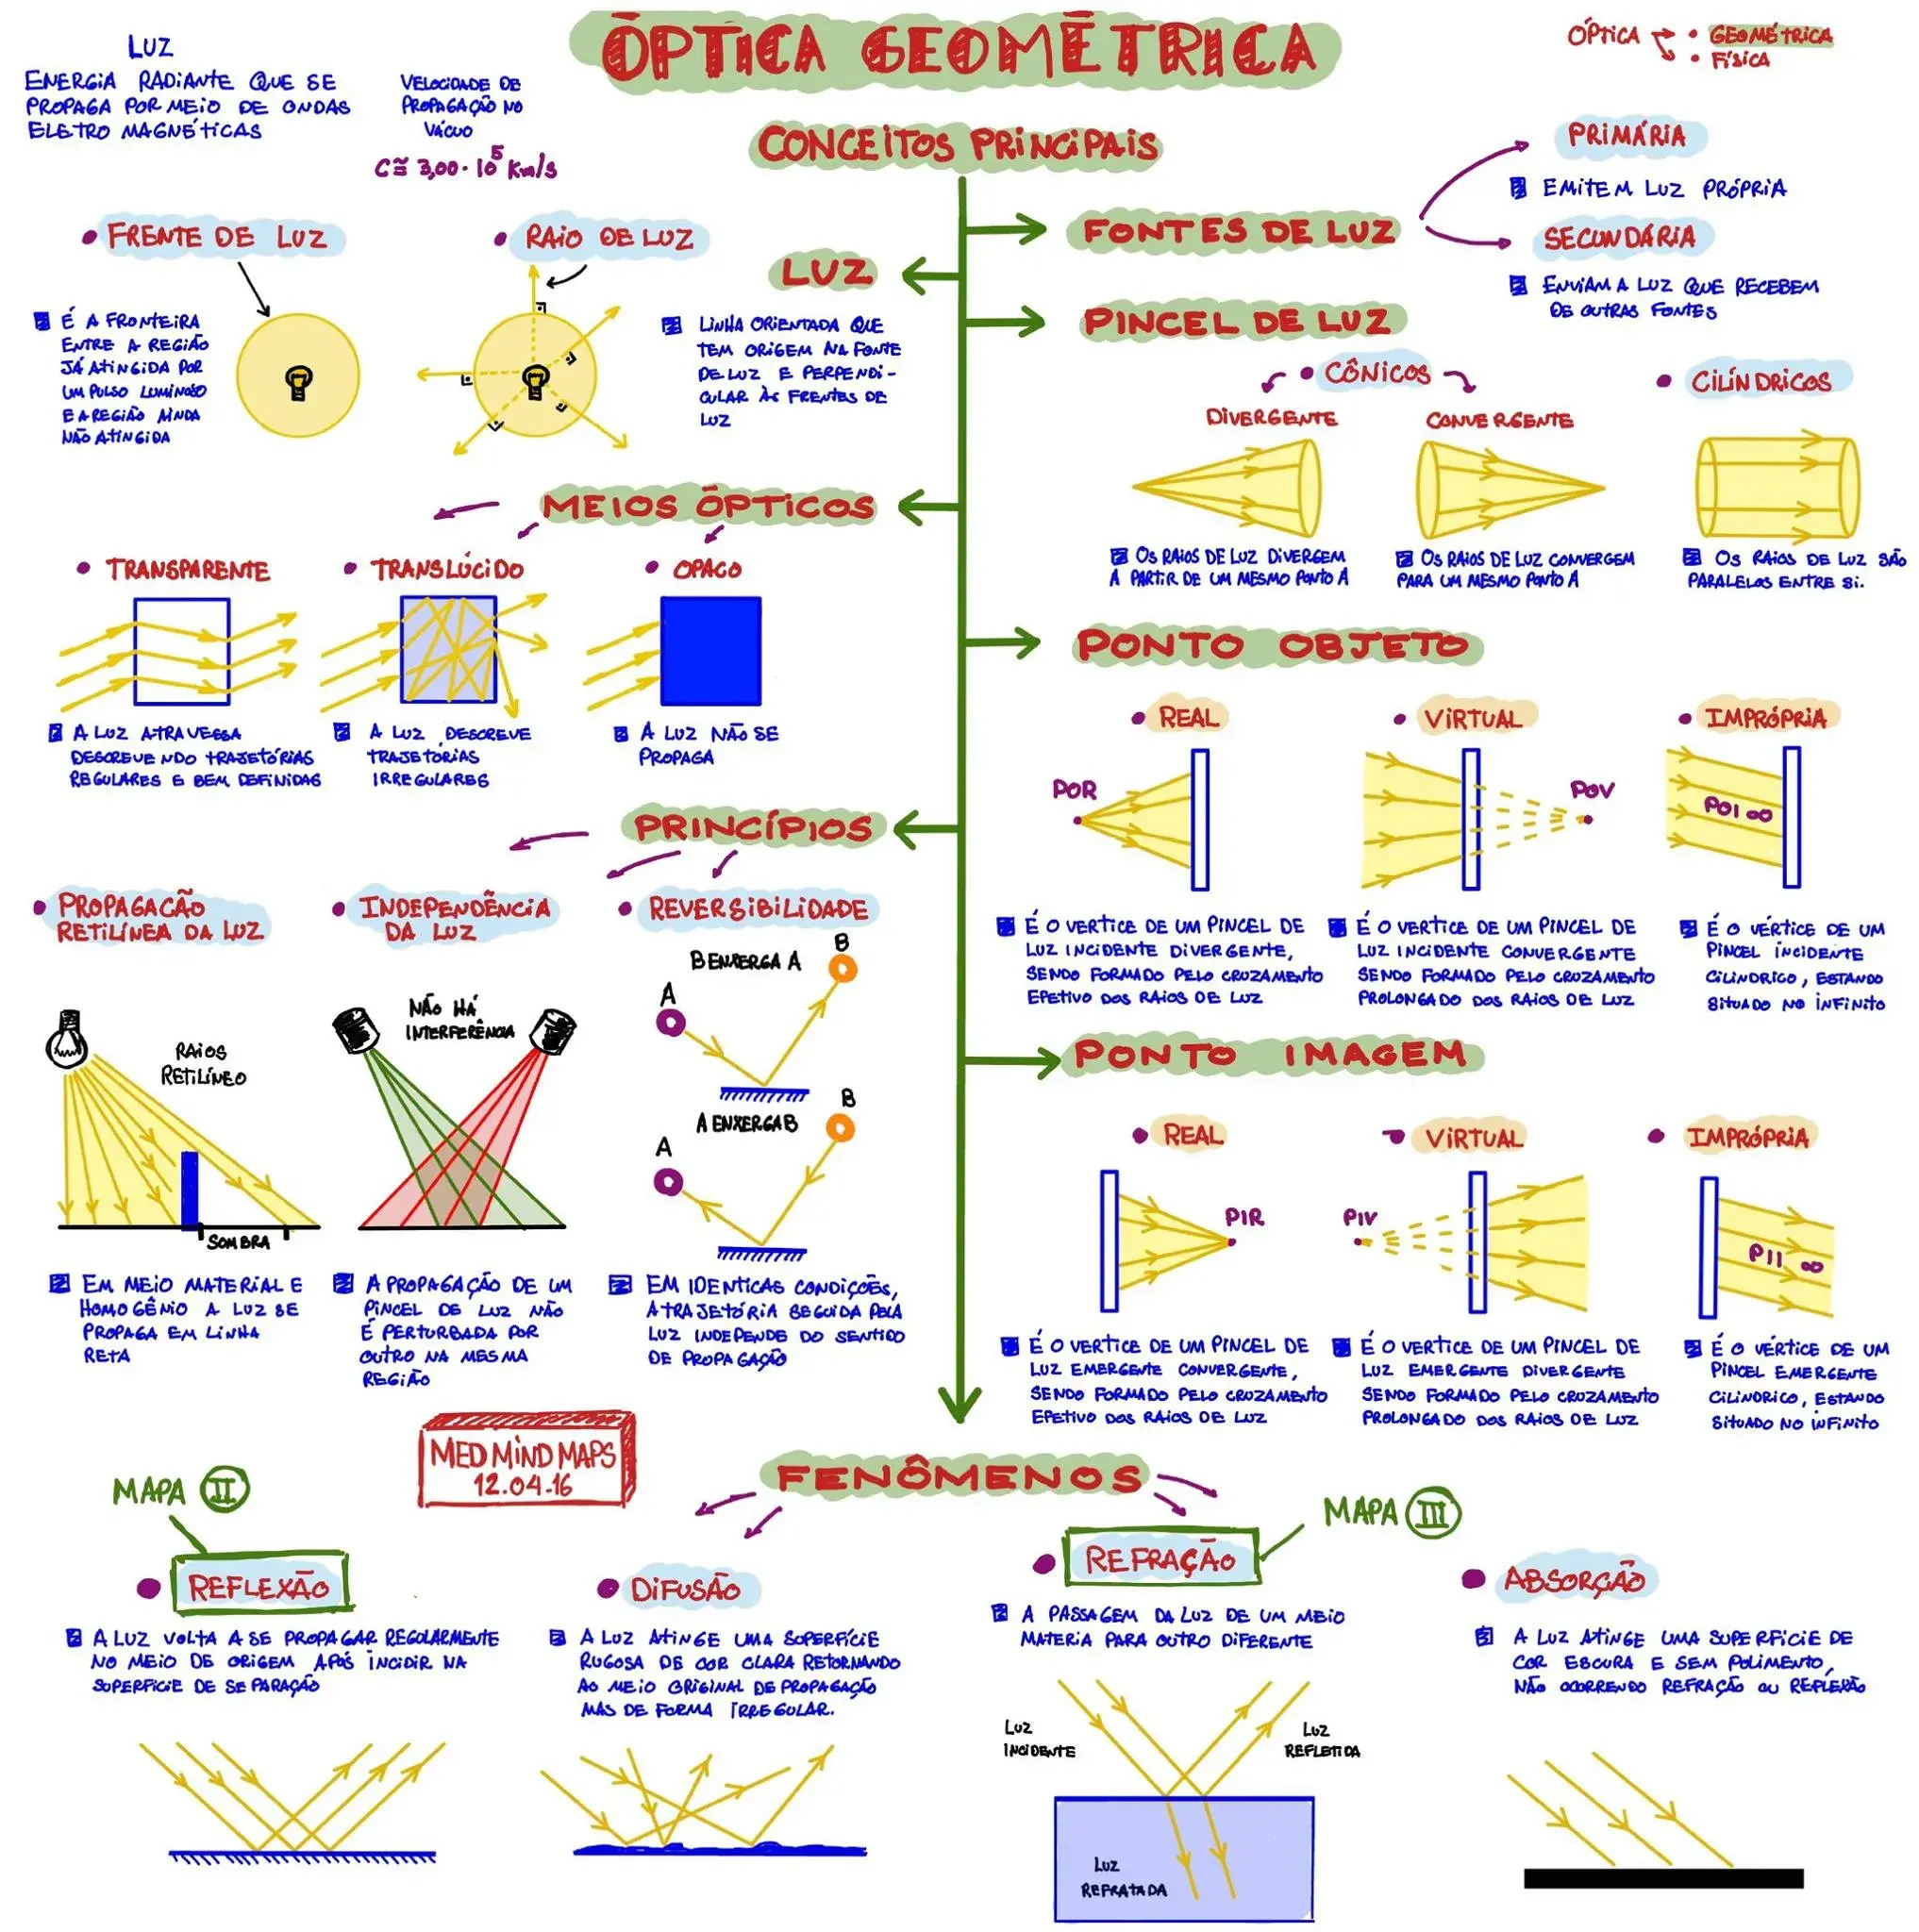 ÓPTICA GEOMÉTRICA
ÓPTICA
• GEOMÉTRICA
• FÍSICA
LUZ
ENERGIA RADIANTE QUE SE
PROPAGA POR MEIO DE ONDAS
ELETRO MAGNÉTICAS
VELOCIDADE DE
PROPAGAÇÃO NO
VÁCUO
C≅ 3,00·10⁵ Km/s
CONCEITOS PRINCIPAIS
FONTES DE LUZ
PRIMÁRIA
EMITEM LUZ PRÓPRIA
SECUNDÁRIA
ENVIAM A LUZ QUE RECEBEM
DE OUTRAS FONTES
LUZ
• FRENTE DE LUZ
É A FRONTEIRA
ENTRE A REGIÃO
JÁ ATINGIDA POR
UM PULSO LUMINOSO
E A REGIÃO AINDA
NÃO ATINGIDA
• RAIO DE LUZ
LINHA ORIENTADA QUE
TEM ORIGEM NA FONTE
DE LUZ E PERPENDI-
CULAR ÀS FRENTES DE
LUZ
PINCEL DE LUZ
• CÔNICOS
DIVERGENTE
CONVERGENTE
• CILÍNDRICOS
OS RAIOS DE LUZ DIVERGEM
A PARTIR DE UM MESMO PONTO A
OS RAIOS DE LUZ CONVERGEM
PARA UM MESMO PONTO A
OS RAIOS DE LUZ SÃO
PARALELOS ENTRE SI.
MEIOS ÓPTICOS
• TRANSPARENTE
• TRANSLÚCIDO
• OPACO
A LUZ ATRAVESSA
DESCREVENDO TRAJETÓRIAS
REGULARES E BEM DEFINIDAS
A LUZ DESCREVE
TRAJETÓRIAS
IRREGULARES
A LUZ NÃO SE
PROPAGA
PONTO OBJETO
• REAL
• VIRTUAL
• IMPRÓPRIA
POR
POV
POI ∞
É O VERTICE DE UM PINCEL DE
LUZ INCIDENTE DIVERGENTE,
SENDO FORMADO PELO CRUZAMENTO
EFETIVO DOS RAIOS DE LUZ
É O VERTICE DE UM PINCEL DE
LUZ INCIDENTE CONVERGENTE
SENDO FORMADO PELO CRUZAMENTO
PROLONGADO DOS RAIOS DE LUZ
É O VÉRTICE DE UM
PINCEL INCIDENTE
CILINDRICO, ESTANDO
SITUADO NO INFINITO
PRINCÍPIOS
• PROPAGACÃO
RETILÍNEA DA LUZ
• INDEPENDÊNCIA
DA LUZ
• REVERSIBILIDADE
RAIOS
RETILÍNEO
SOMBRA
NÃO HÁ
INTERFERÊNCIA
B ENXERGA A
A
B
A ENXERGA B
A
B
EM MEIO MATERIAL E
HOMOGÊNIO A LUZ SE
PROPAGA EM LINHA
RETA
A PROPAGAÇÃO DE UM
PINCEL DE LUZ NÃO
É PERTURBADA POR
OUTRO NA MESMA
REGIÃO
EM IDENTICAS CONDIÇÕES,
A TRAJETÓRIA SEGUIDA PELA
LUZ INDEPENDE DO SENTIDO
DE PROPAGAÇÃO
PONTO IMAGEM
• REAL
• VIRTUAL
• IMPRÓPRIA
PIR
PIV
PII ∞
É O VERTICE DE UM PINCEL DE
LUZ EMERGENTE CONVERGENTE,
SENDO FORMADO PELO CRUZAMENTO
EFETIVO DOS RAIOS DE LUZ
É O VERTICE DE UM PINCEL DE
LUZ EMERGENTE DIVERGENTE
SENDO FORMADO PELO CRUZAMENTO
PROLONGADO DOS RAIOS DE LUZ
É O VÉRTICE DE UM
PINCEL EMERGENTE
CILINDRICO, ESTANDO
SITUADO NO INFINITO
MED MIND MAPS
12.04.16
FENÔMENOS
MAPA II
• REFLEXÃO
A LUZ VOLTA A SE PROPAGAR REGULARMENTE
NO MEIO DE ORIGEM APÓS INCIDIR NA
SUPERFICIE DE SEPARAÇÃO
• DIFUSÃO
A LUZ ATINGE UMA SUPERFÍCIE
RUGOSA DE COR CLARA RETORNANDO
AO MEIO ORIGINAL DE PROPAGAÇÃO
MAS DE FORMA IRREGULAR.
MAPA III
• REFRAÇÃO
A PASSAGEM DA LUZ DE UM MEIO
MATERIA PARA OUTRO DIFERENTE
LUZ
INCIDENTE
LUZ
REFLETIDA
LUZ
REFRATADA
• ABSORÇÃO
A LUZ ATINGE UMA SUPERFICIE DE
COR ESCURA E SEM POLIMENTO,
NÃO OCORRENDO REFRAÇÃO OU REFLEXÃO